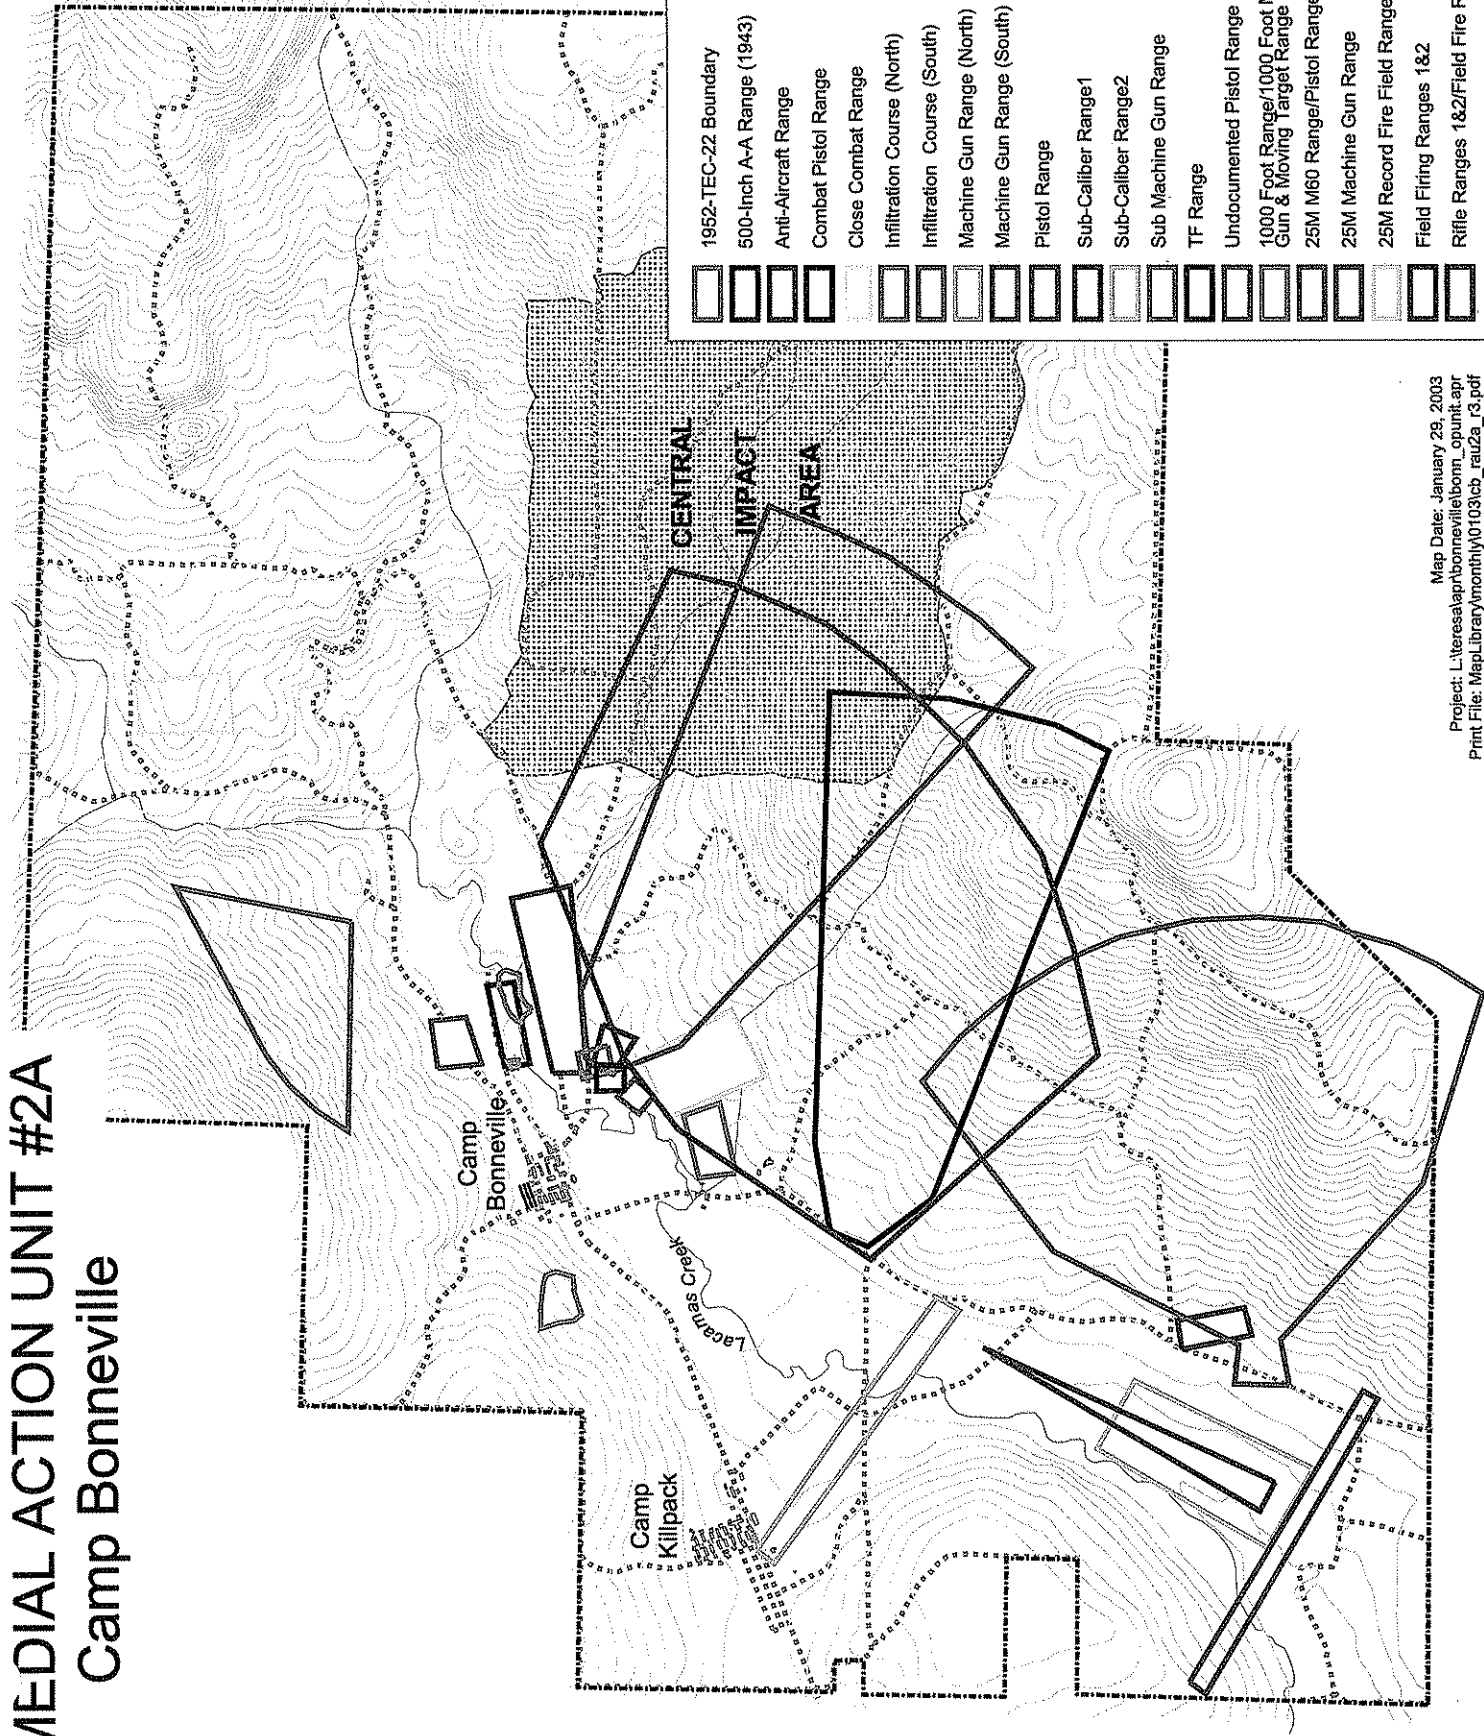 MEDIAL ACTION UNIT #2A
Camp Bonneville
Camp
Bonneville
Camp
Killpack
Lacamas Creek
CENTRAL
IMPACT
AREA
1952-TEC-22 Boundary
500-Inch A-A Range (1943)
Anti-Aircraft Range
Combat Pistol Range
Close Combat Range
Infiltration Course (North)
Infiltration Course (South)
Machine Gun Range (North)
Machine Gun Range (South)
Pistol Range
Sub-Caliber Range1
Sub-Caliber Range2
Sub Machine Gun Range
TF Range
Undocumented Pistol Range
1000 Foot Range/1000 Foot
Gun & Moving Target Range
25M M60 Range/Pistol Range
25M Machine Gun Range
25M Record Fire Field Range
Field Firing Ranges 1&2
Rifle Ranges 1&2/Field Fire
Map Date: January 29, 2003
Project: L:\teresa\apr\bonneville\bonn_opunit.apr
Print File: MapLibrary\monthly\0103\cb_rau2a_r3.pdf